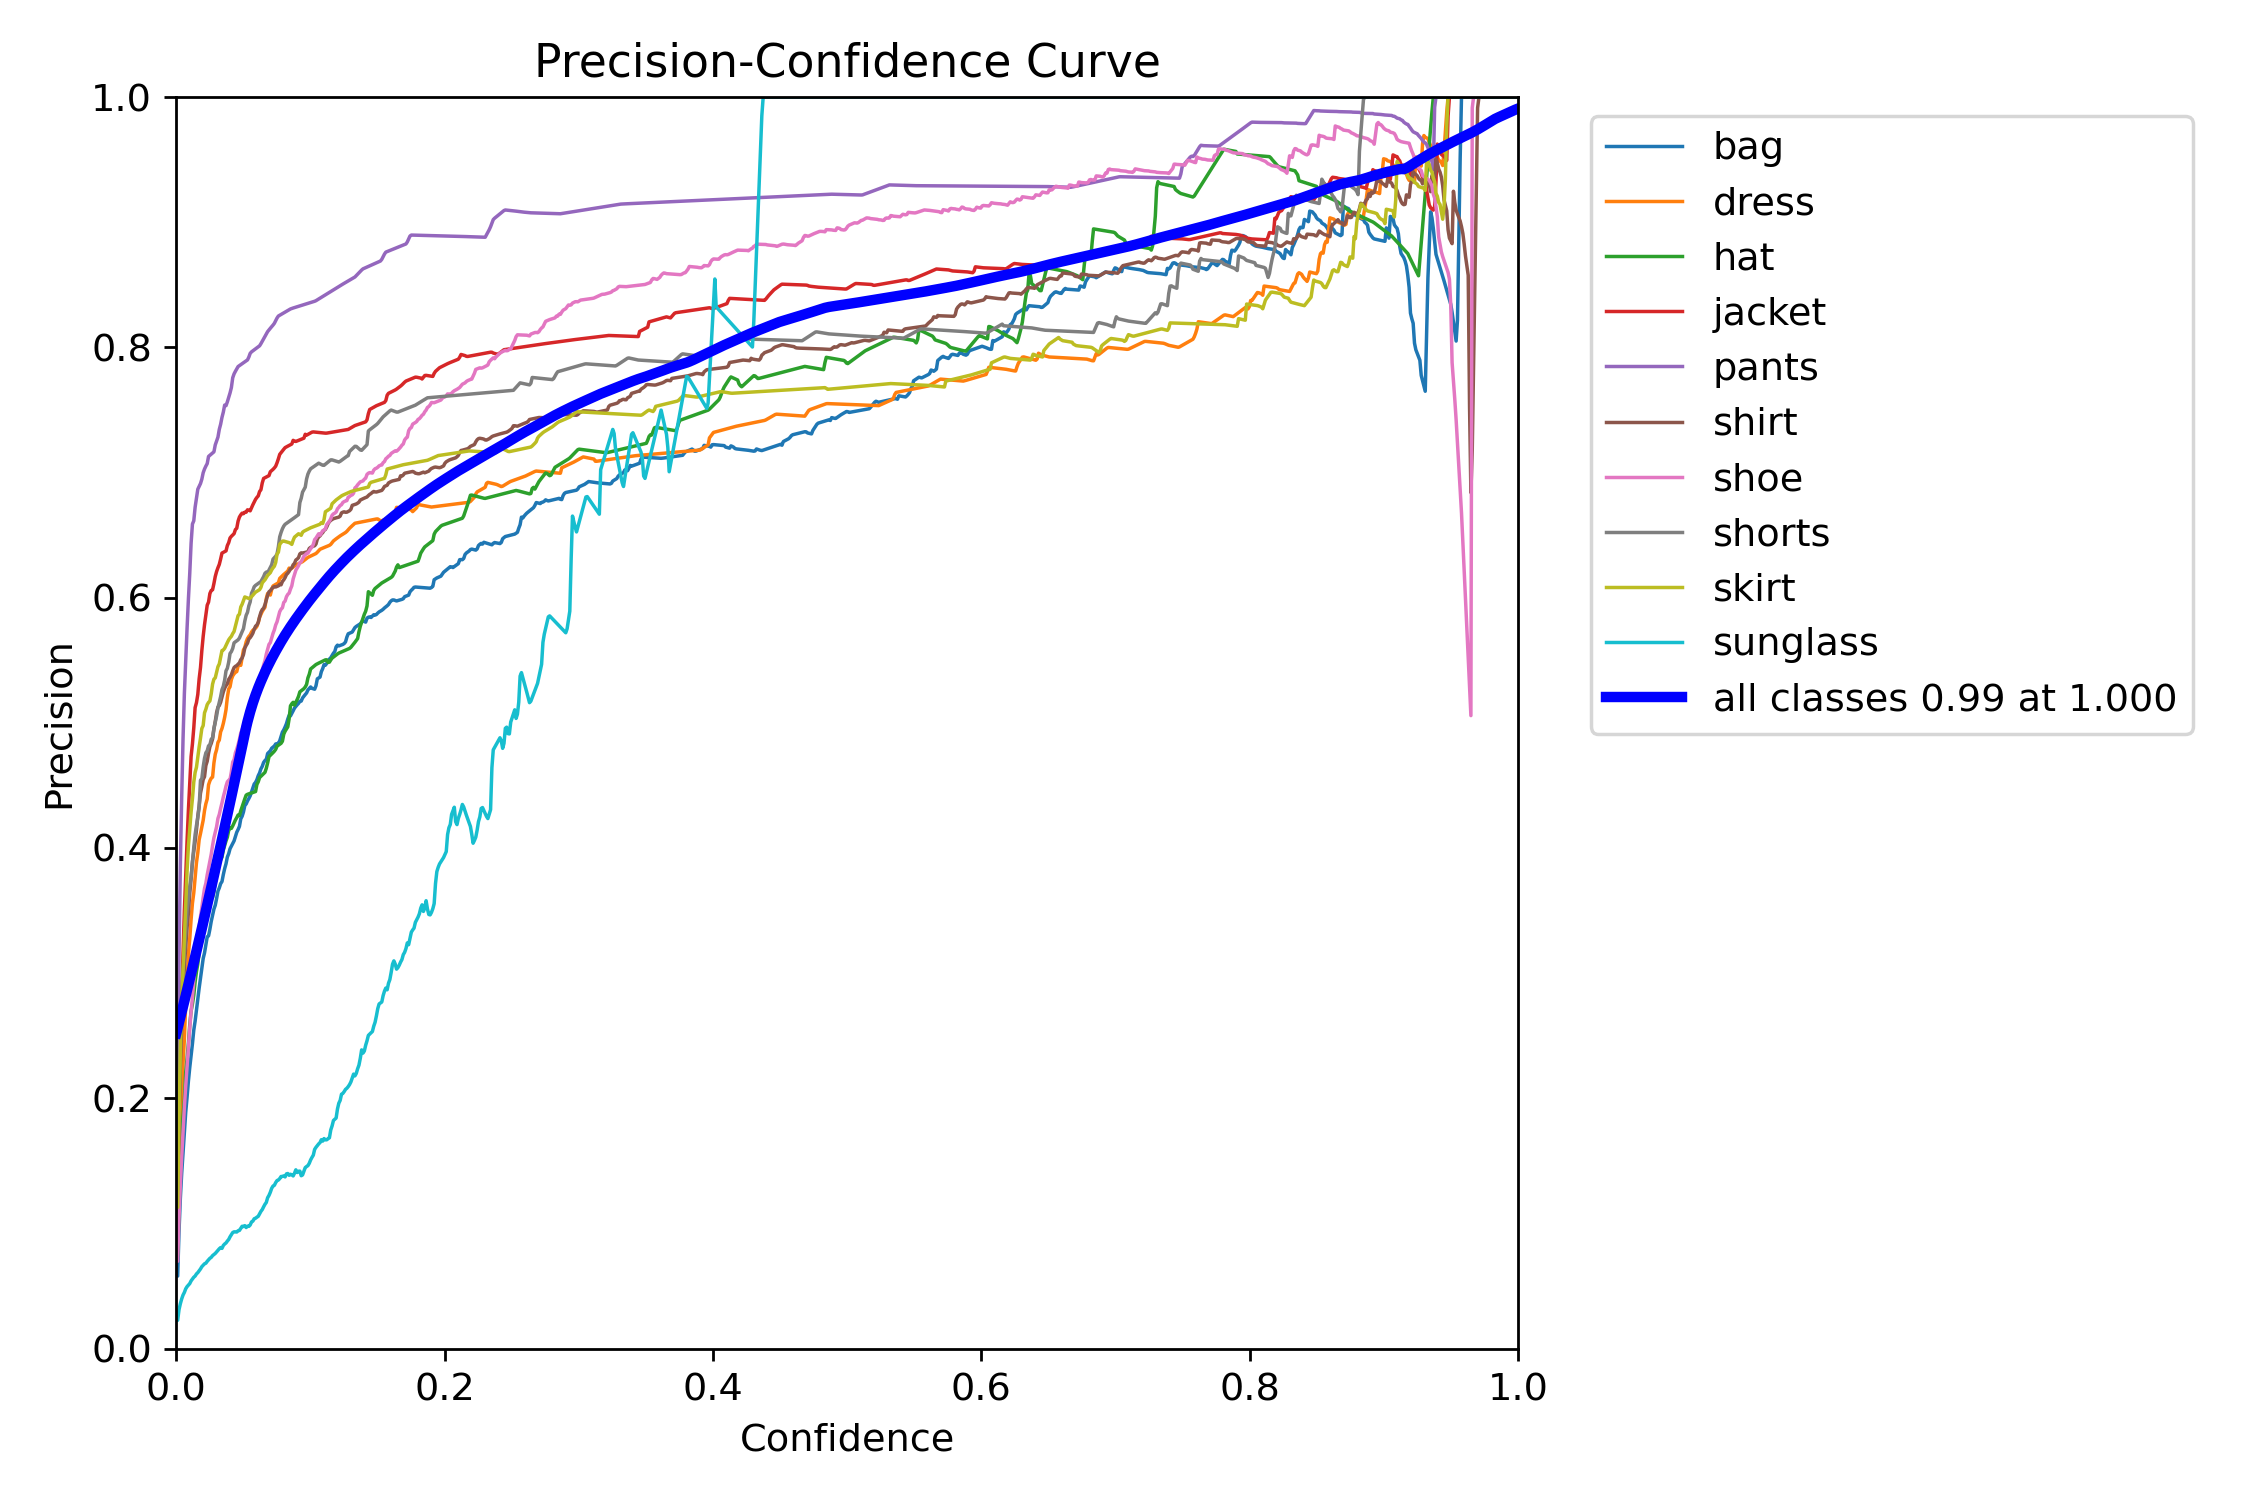 Precision-Confidence Curve
1.0
0.8
0.6
0.4
0.2
0.0
Precision
0.0 0.2 0.4 0.6 0.8 1.0
Confidence
bag
dress
hat
jacket
pants
shirt
shoe
shorts
skirt
sunglass
all classes 0.99 at 1.000